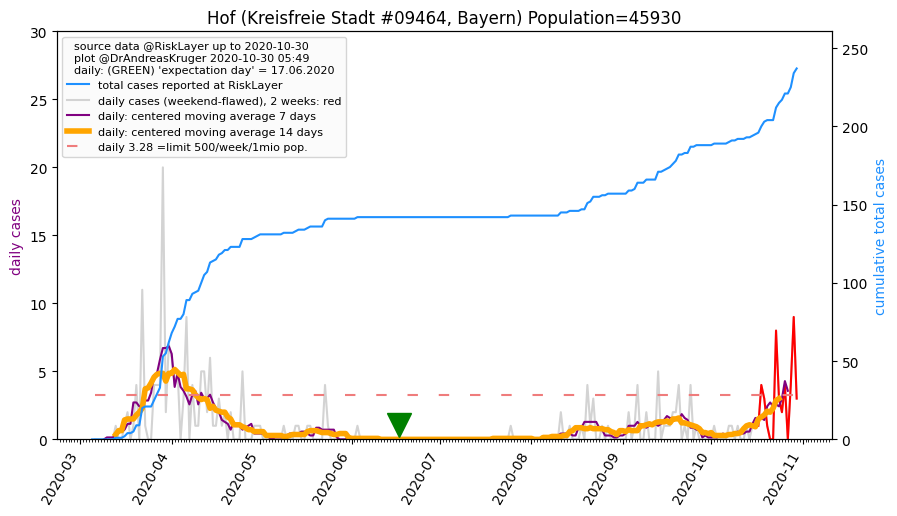 Hof (Kreisfreie Stadt #09464, Bayern) Population=45930
source data @RiskLayer up to 2020-10-30
plot @DrAndreasKruger 2020-10-30 05:49
daily: (GREEN) 'expectation day' = 17.06.2020
total cases reported at RiskLayer
daily cases (weekend-flawed), 2 weeks: red
daily: centered moving average 7 days
daily: centered moving average 14 days
daily 3.28 =limit 500/week/1mio pop.
daily cases
30
25
20
15
10
5
0
cumulative total cases
250
200
150
100
50
0
2020-03
2020-04
2020-05
2020-06
2020-07
2020-08
2020-09
2020-10
2020-11